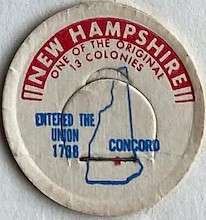 NEW HAMPSHIRE
ONE OF THE ORIGINAL
13 COLONIES
ENTERED THE
UNION
1788
CONCORD